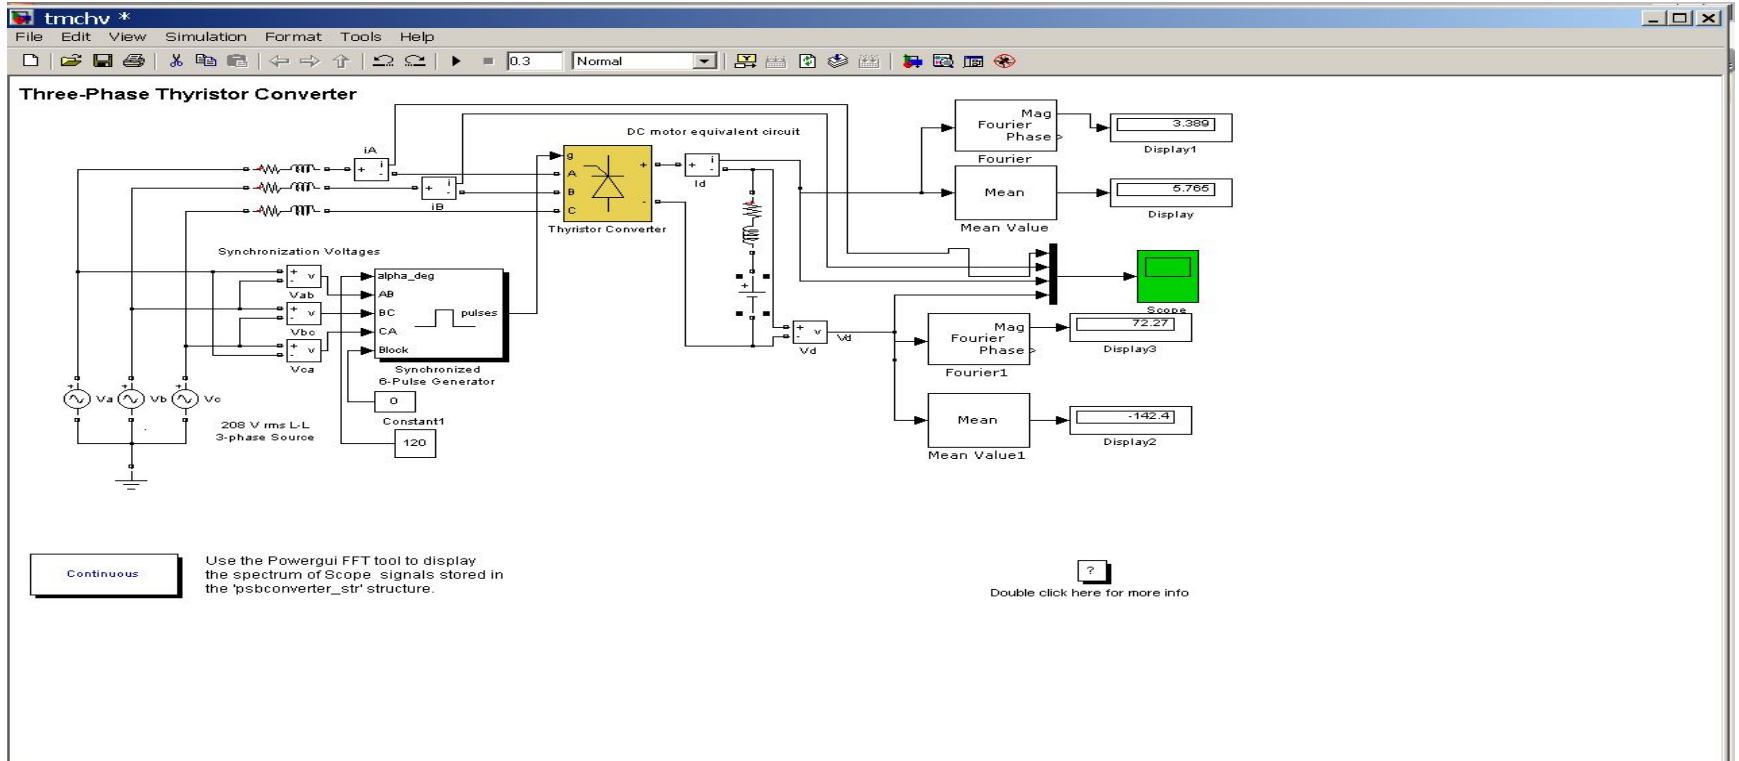 tmchv *
File Edit View Simulation Format Tools Help
0.3 Normal
Three-Phase Thyristor Converter
DC motor equivalent circuit
iA
i
+
-
iB
i
+
-
g
A
B
C
+
-
Thyristor Converter
+
i
-
Id
Mag
Fourier
Phase
Fourier
3.389
Display1
Mean
Mean Value
5.765
Display
Synchronization Voltages
+
-
v
Vab
+
-
v
Vbc
+
-
v
Vca
alpha_deg
AB
BC
CA
Block
pulses
Synchronized
6-Pulse Generator
0
Constant1
120
+
Va
+
Vb
+
Vc
208 V rms L-L
3-phase Source
+
+
-
v
Vd
Vd
Scope
Mag
Fourier
Phase
Fourier1
72.27
Display3
Mean
Mean Value1
-142.4
Display2
Continuous
Use the Powergui FFT tool to display
the spectrum of Scope signals stored in
the 'psbconverter_str' structure.
?
Double click here for more info